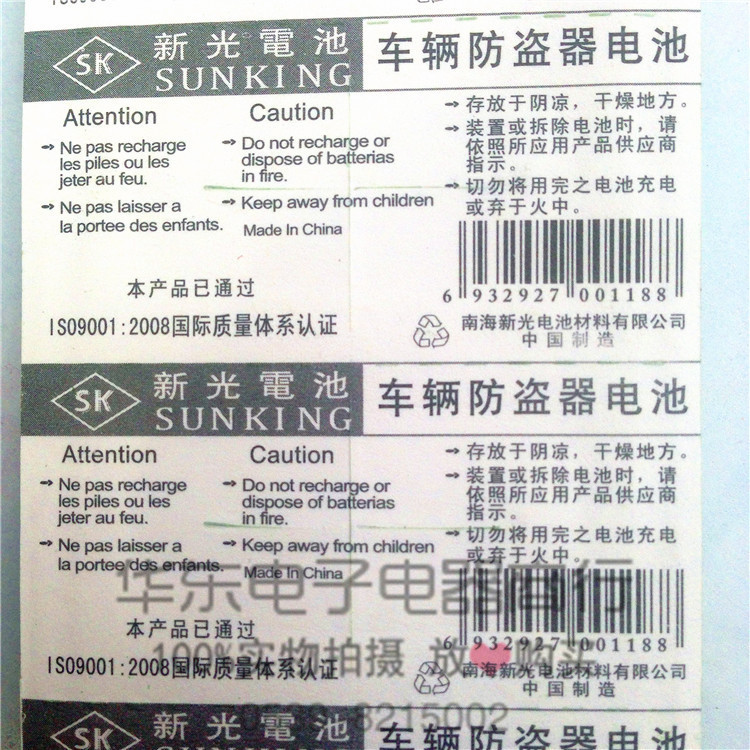 SK 新光電池 车辆防盗器电池
SUNKING
Attention Caution
→ Ne pas recharge
les piles ou les
jeter au feu.
→ Ne pas laisser a
la portee des enfants.
→ Do not recharge or
dispose of batterias
in fire.
→ Keep away from children
Made In China
→ 存放于阴凉，干燥地方。
→ 装置或拆除电池时，请
依照所应用产品供应商
指示。
→ 切勿将用完之电池充电
或弃于火中。
6 932927 001188
本产品已通过
ISO9001:2008国际质量体系认证
南海新光电池材料有限公司
中国制造
SK 新光電池 车辆防盗器电池
SUNKING
Attention Caution
→ Ne pas recharge
les piles ou les
jeter au feu.
→ Ne pas laisser a
la portee des enfants.
→ Do not recharge or
dispose of batterias
in fire.
→ Keep away from children
Made In China
→ 存放于阴凉，干燥地方。
→ 装置或拆除电池时，请
依照所应用产品供应商
指示。
→ 切勿将用完之电池充电
或弃于火中。
华东电子电器商行
6 932927 001188
本产品已通过
100%实物拍摄 放❤购买
ISO9001:2008国际质量体系认证
南海新光电池材料有限公司
中国制造
8215002
SK 新光電池 车辆防盗器电池
SUNKING